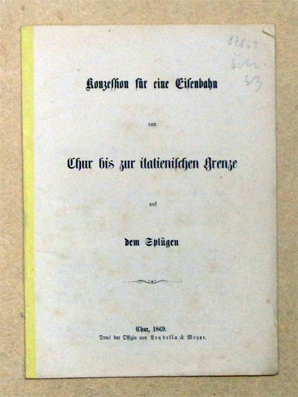 Konzession für eine Eisenbahn
von
Chur bis zur italienischen Grenze
auf
dem Splügen
Chur, 1869.
Druck der Offizin von Pradella & Meyer.